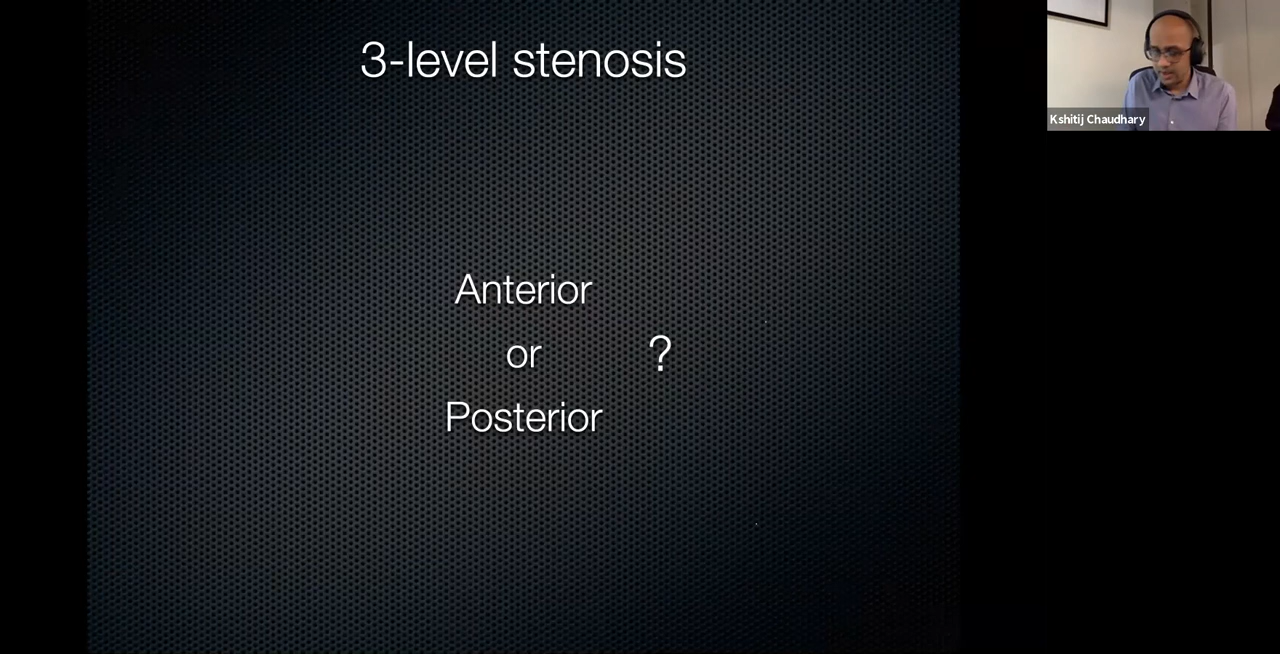 3-level stenosis
Anterior
or
?
Posterior
Kshitij Chaudhary